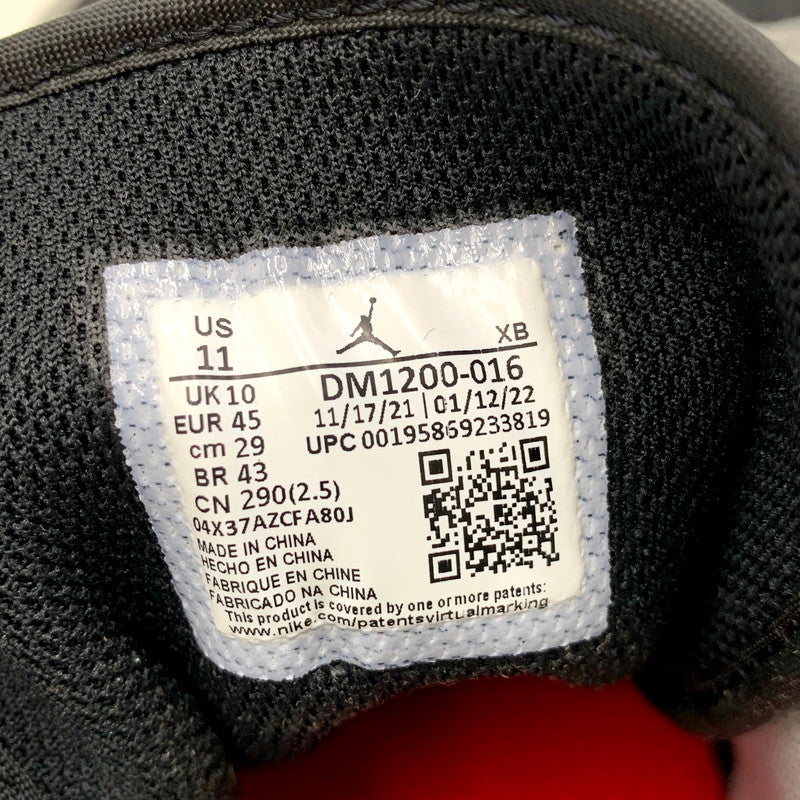 US
11
XB
UK 10
EUR 45
cm 29
BR 43
CN 290(2.5)
04X37AZCFA80J
DM1200-016
11/17/21 | 01/12/22
UPC 00195869233819
MADE IN CHINA
HECHO EN CHINA
FABRIQUE EN CHINE
FABRICADO NA CHINA
This product is covered by one or more patents:
www.nike.com/patentsvirtualmarking